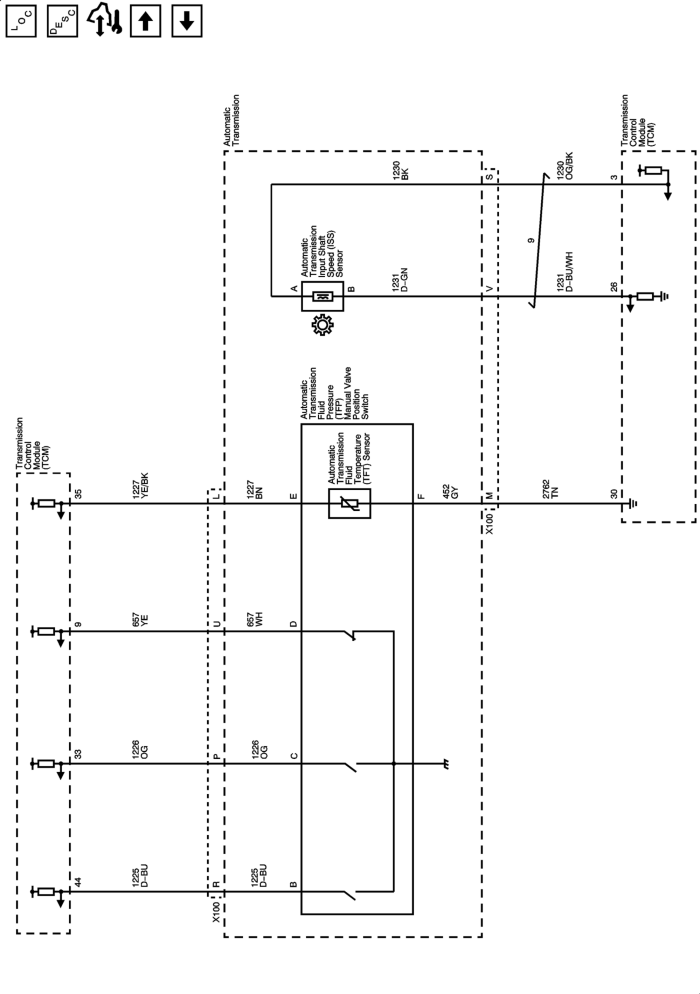 LOC
DESC
Transmission
Control
Module
(TCM)
44
33
9
35
1225
D–BU
1226
OG
657
YE
1227
YE/BK
X100
R
P
U
L
Automatic
Transmission
1225
D–BU
1226
OG
657
WH
1227
BN
B
C
D
E
Automatic
Transmission
Fluid
Pressure
(TFP)
Manual Valve
Position
Switch
Automatic
Transmission
Fluid
Temperature
(TFT) Sensor
F
452
GY
X100
M
2762
TN
30
Automatic
Transmission
Input Shaft
Speed (ISS)
Sensor
A
B
1231
D–GN
1230
BK
V
S
9
1231
D–BU/WH
1230
OG/BK
26
3
Transmission
Control
Module
(TCM)